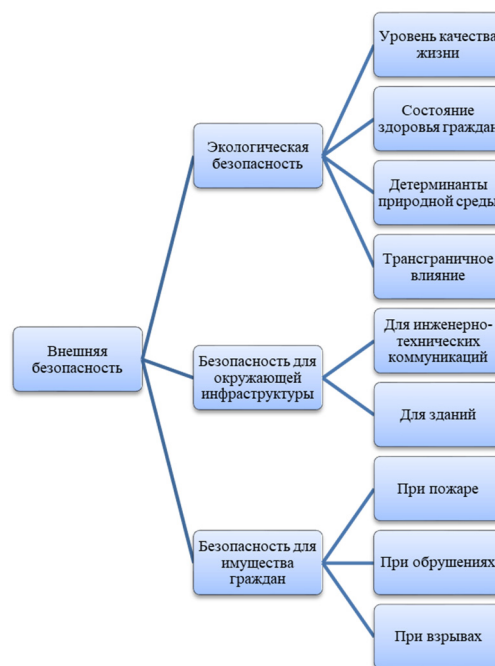 Уровень качества
жизни
Состояние
здоровья граждан
Экологическая
безопасность
Детерминанты
природной среды
Трансграничное
влияние
Внешняя
безопасность
Безопасность для
окружающей
инфраструктуры
Для инженерно-
технических
коммуникаций
Для зданий
Безопасность для
имущества
граждан
При пожаре
При обрушениях
При взрывах